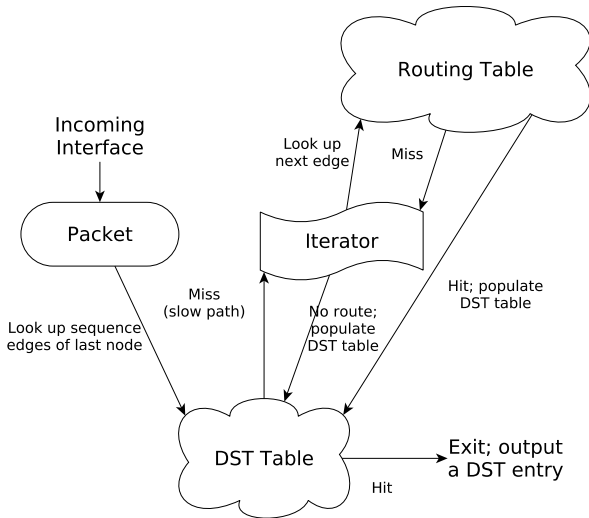 Routing Table
Incoming
Interface
Look up
next edge
Miss
Packet
Iterator
Hit; populate
DST table
Miss
(slow path)
No route;
populate
DST table
Look up sequence
edges of last node
DST Table
Exit; output
a DST entry
Hit